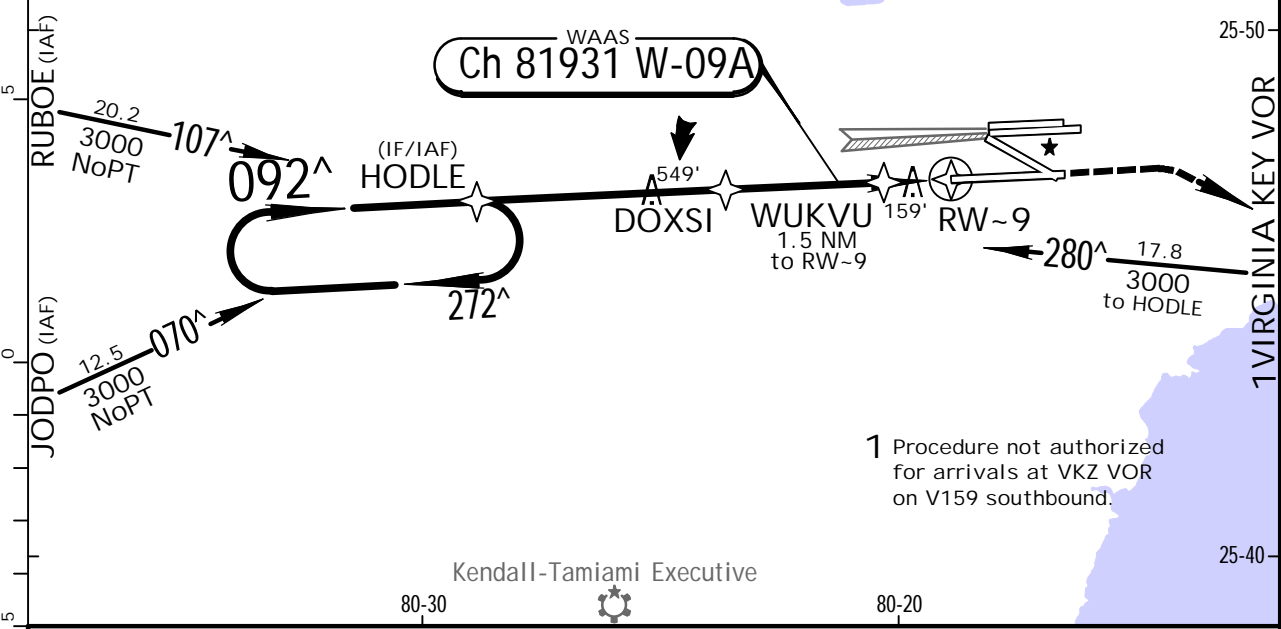 WAAS
Ch 81931 W-09A
25-50
RUBOE (IAF)
5
20.2
3000
NoPT
107^
092^
(IF/IAF)
HODLE
549'
DOXSI
WUKVU
1.5 NM
to RW~9
159'
RW~9
280^
17.8
3000
to HODLE
1VIRGINIA KEY VOR
272^
JODPO (IAF)
0
12.5
3000
NoPT
070^
1 Procedure not authorized
for arrivals at VKZ VOR
on V159 southbound.
25-40
Kendall-Tamiami Executive
80-30
80-20
5